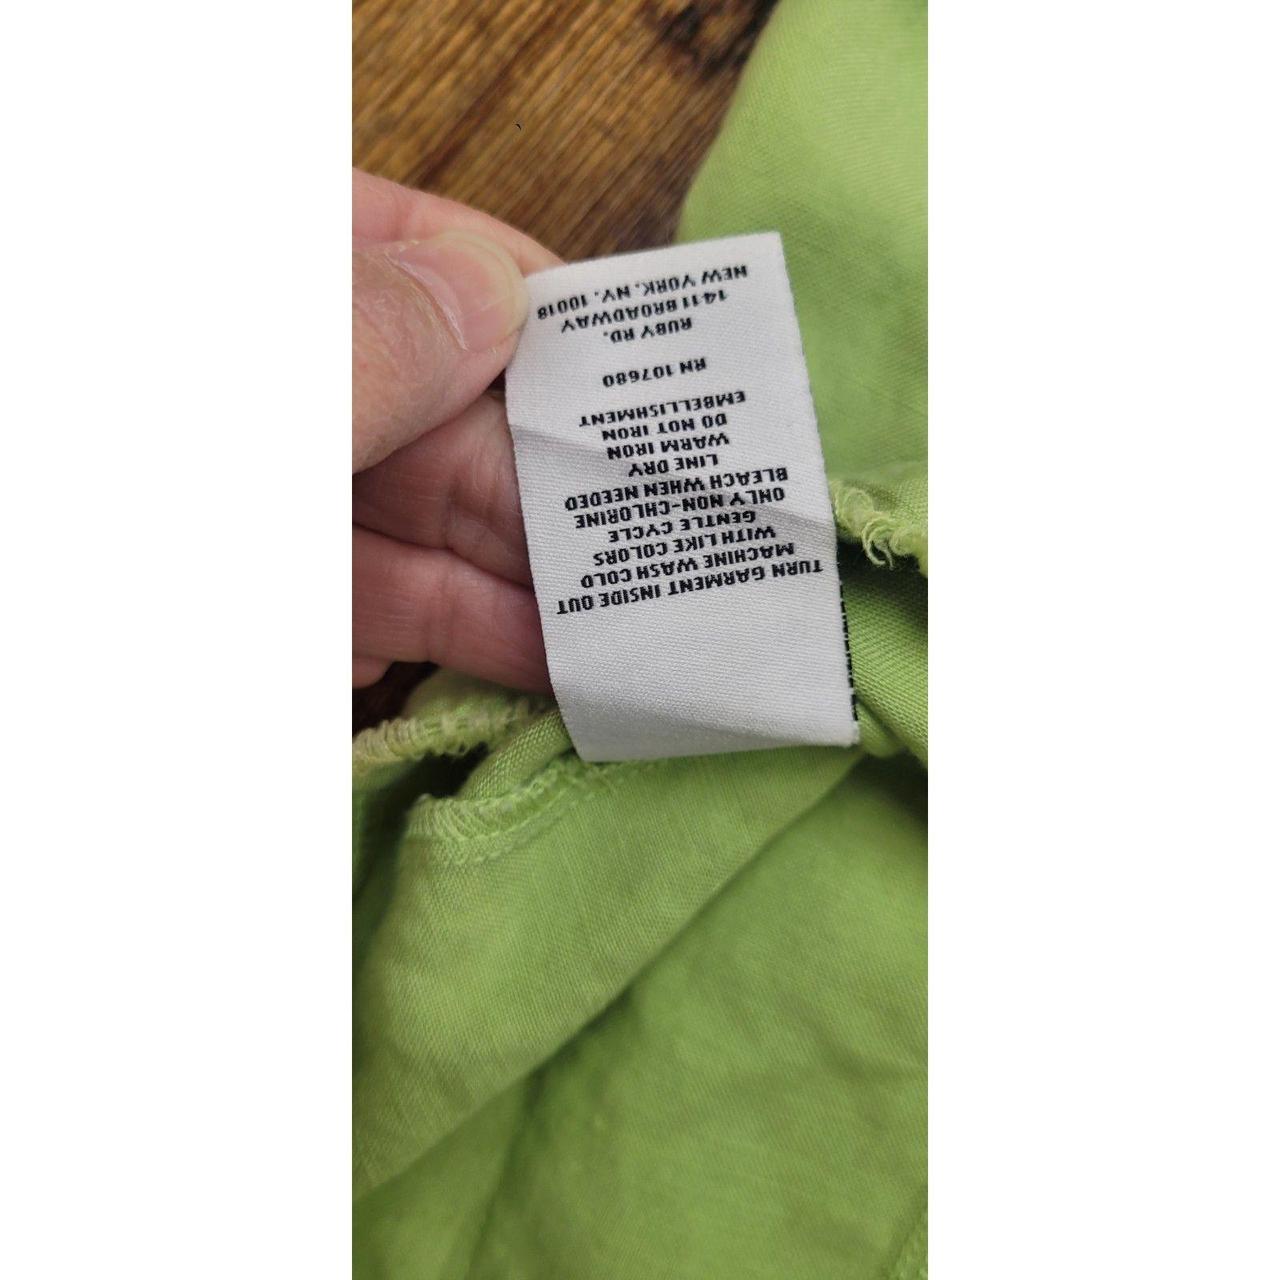 TURN GARMENT INSIDE OUT
MACHINE WASH COLD
WITH LIKE COLORS
GENTLE CYCLE
ONLY NON-CHLORINE
BLEACH WHEN NEEDED
LINE DRY
WARM IRON
DO NOT IRON
EMBELLISHMENT
RN 107680
RUBY RD.
1411 BROADWAY
NEW YORK, NY. 10018